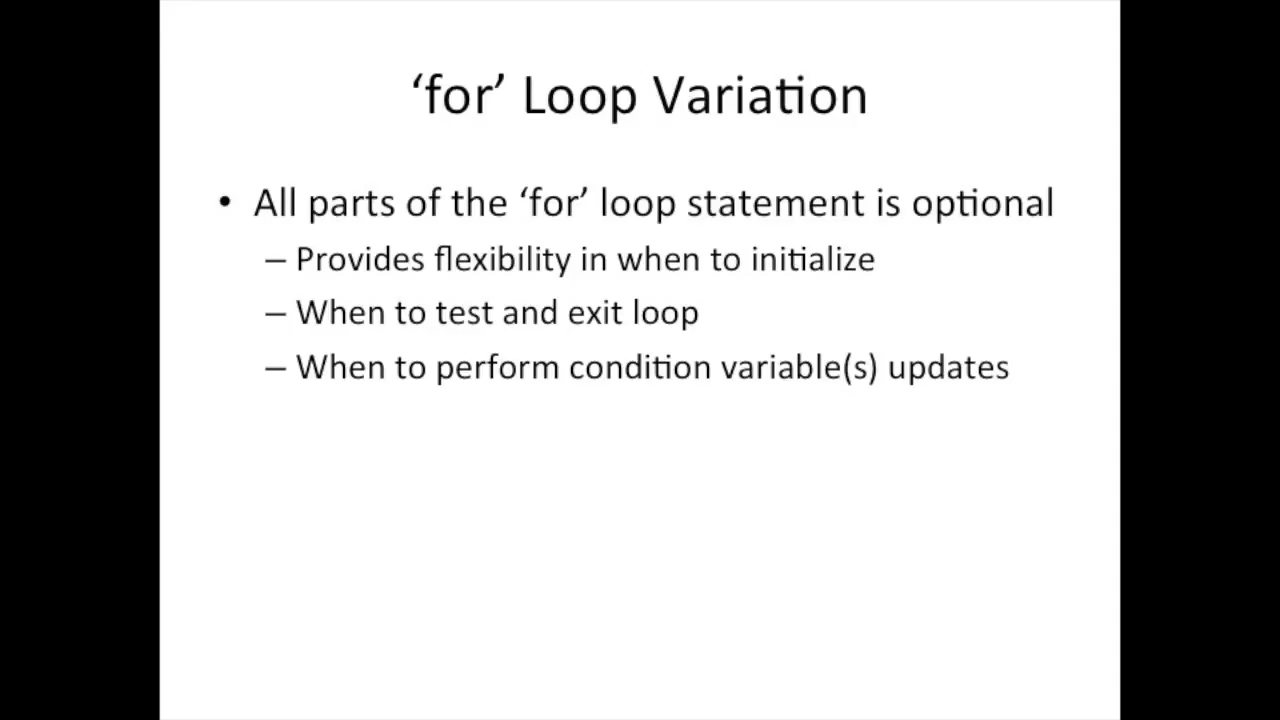 ‘for’ Loop Variation
• All parts of the ‘for’ loop statement is optional
– Provides flexibility in when to initialize
– When to test and exit loop
– When to perform condition variable(s) updates